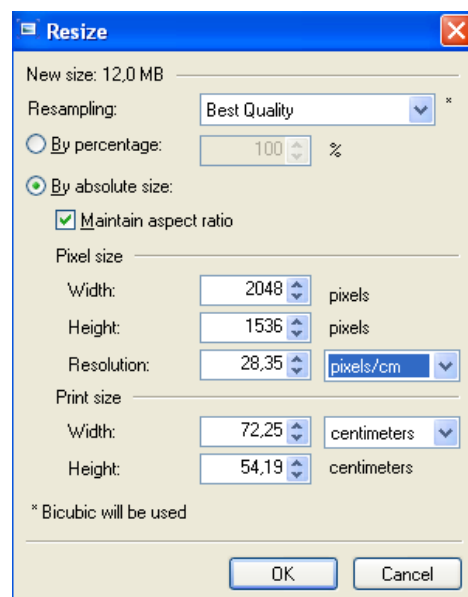 Resize
New size: 12,0 MB
Resampling: Best Quality *
By percentage: 100 %
By absolute size:
Maintain aspect ratio
Pixel size
Width: 2048 pixels
Height: 1536 pixels
Resolution: 28,35 pixels/cm
Print size
Width: 72,25 centimeters
Height: 54,19 centimeters
* Bicubic will be used
OK Cancel